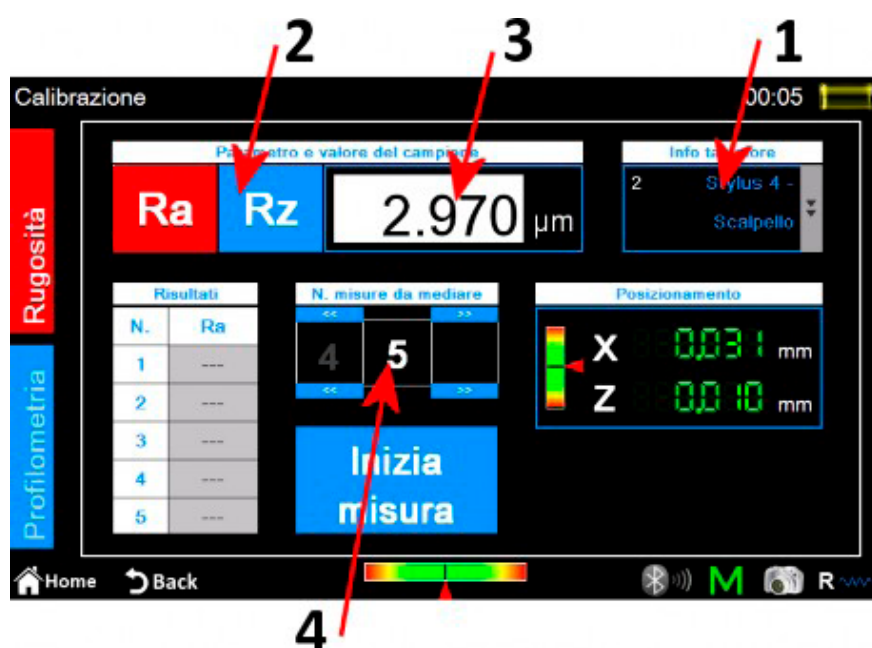 2
3
1
Calibrazione
00:05
Parametro e valore del campione
Info tastatore
Ra
Rz
2.970 µm
2
Stylus 4 -
Scalpello
Rugosità
Profilometria
Risultati
N. Ra
1 ---
2 ---
3 ---
4 ---
5 ---
N. misure da mediare
<< >>
4 5
<< >>
Inizia
misura
Posizionamento
X 0,031 mm
Z 0,010 mm
Home
Back
M
R
4